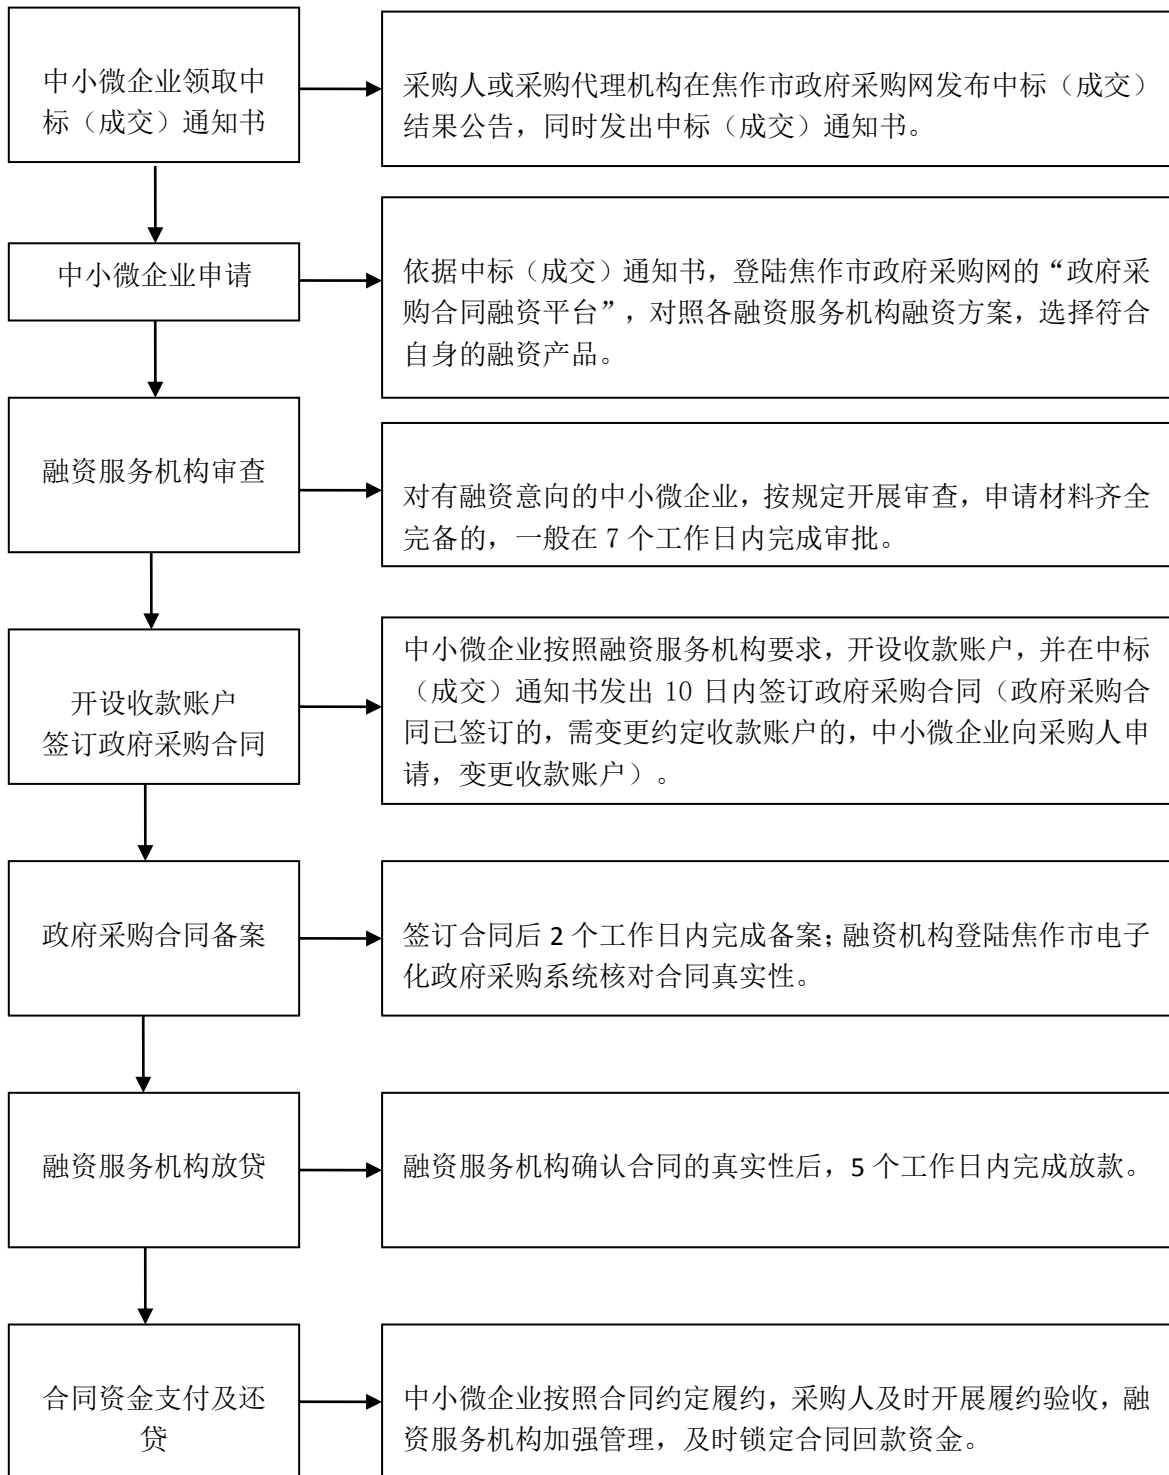 中小微企业领取中
标（成交）通知书
采购人或采购代理机构在焦作市政府采购网发布中标（成交）
结果公告，同时发出中标（成交）通知书。
中小微企业申请
依据中标（成交）通知书，登陆焦作市政府采购网的“政府采
购合同融资平台”，对照各融资服务机构融资方案，选择符合
自身的融资产品。
融资服务机构审查
对有融资意向的中小微企业，按规定开展审查，申请材料齐全
完备的，一般在 7 个工作日内完成审批。
开设收款账户
签订政府采购合同
中小微企业按照融资服务机构要求，开设收款账户，并在中标
（成交）通知书发出 10 日内签订政府采购合同（政府采购合
同已签订的，需变更约定收款账户的，中小微企业向采购人申
请，变更收款账户）。
政府采购合同备案
签订合同后 2 个工作日内完成备案；融资机构登陆焦作市电子
化政府采购系统核对合同真实性。
融资服务机构放贷
融资服务机构确认合同的真实性后，5 个工作日内完成放款。
合同资金支付及还
贷
中小微企业按照合同约定履约，采购人及时开展履约验收，融
资服务机构加强管理，及时锁定合同回款资金。